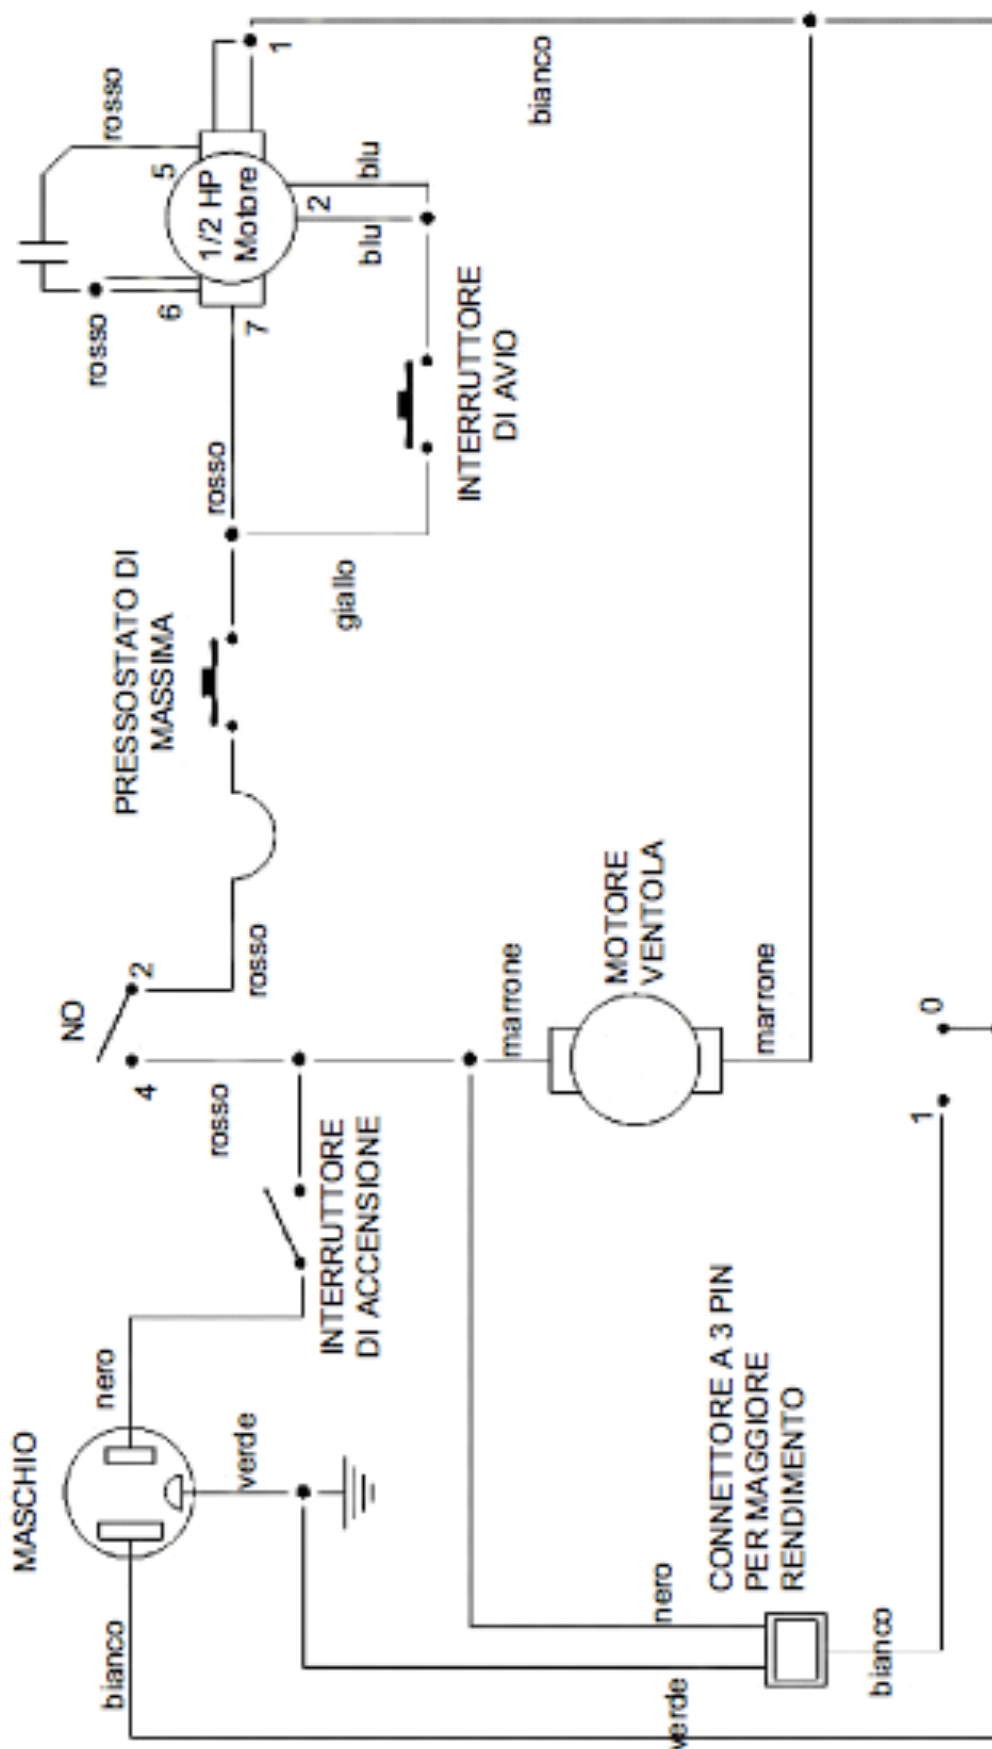 MASCHIO
bianco
nero
verde
INTERRUTTORE
DI ACCENSIONE
rosso
4
NO
2
rosso
PRESSOSTATO DI
MASSIMA
rosso
giallo
INTERRUTTORE
DI AVIO
rosso
6
7
rosso
5
1/2 HP
Motore
2
blu
blu
1
bianco
marrone
MOTORE
VENTOLA
marrone
verde
nero
CONNETTORE A 3 PIN
PER MAGGIORE
RENDIMENTO
bianco
1
0